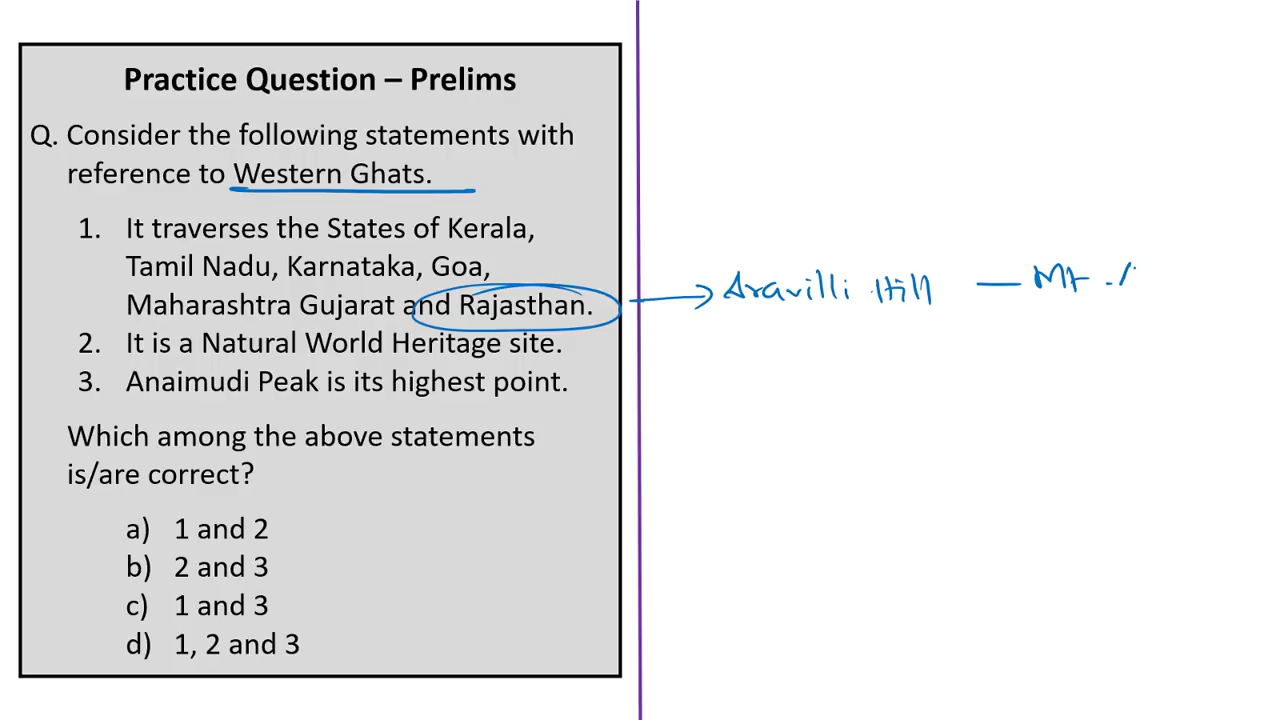 Practice Question – Prelims
Q. Consider the following statements with
reference to Western Ghats.
1. It traverses the States of Kerala,
Tamil Nadu, Karnataka, Goa,
Maharashtra Gujarat and Rajasthan.
2. It is a Natural World Heritage site.
3. Anaimudi Peak is its highest point.
Which among the above statements
is/are correct?
a) 1 and 2
b) 2 and 3
c) 1 and 3
d) 1, 2 and 3
Aravilli Hill — Mt.